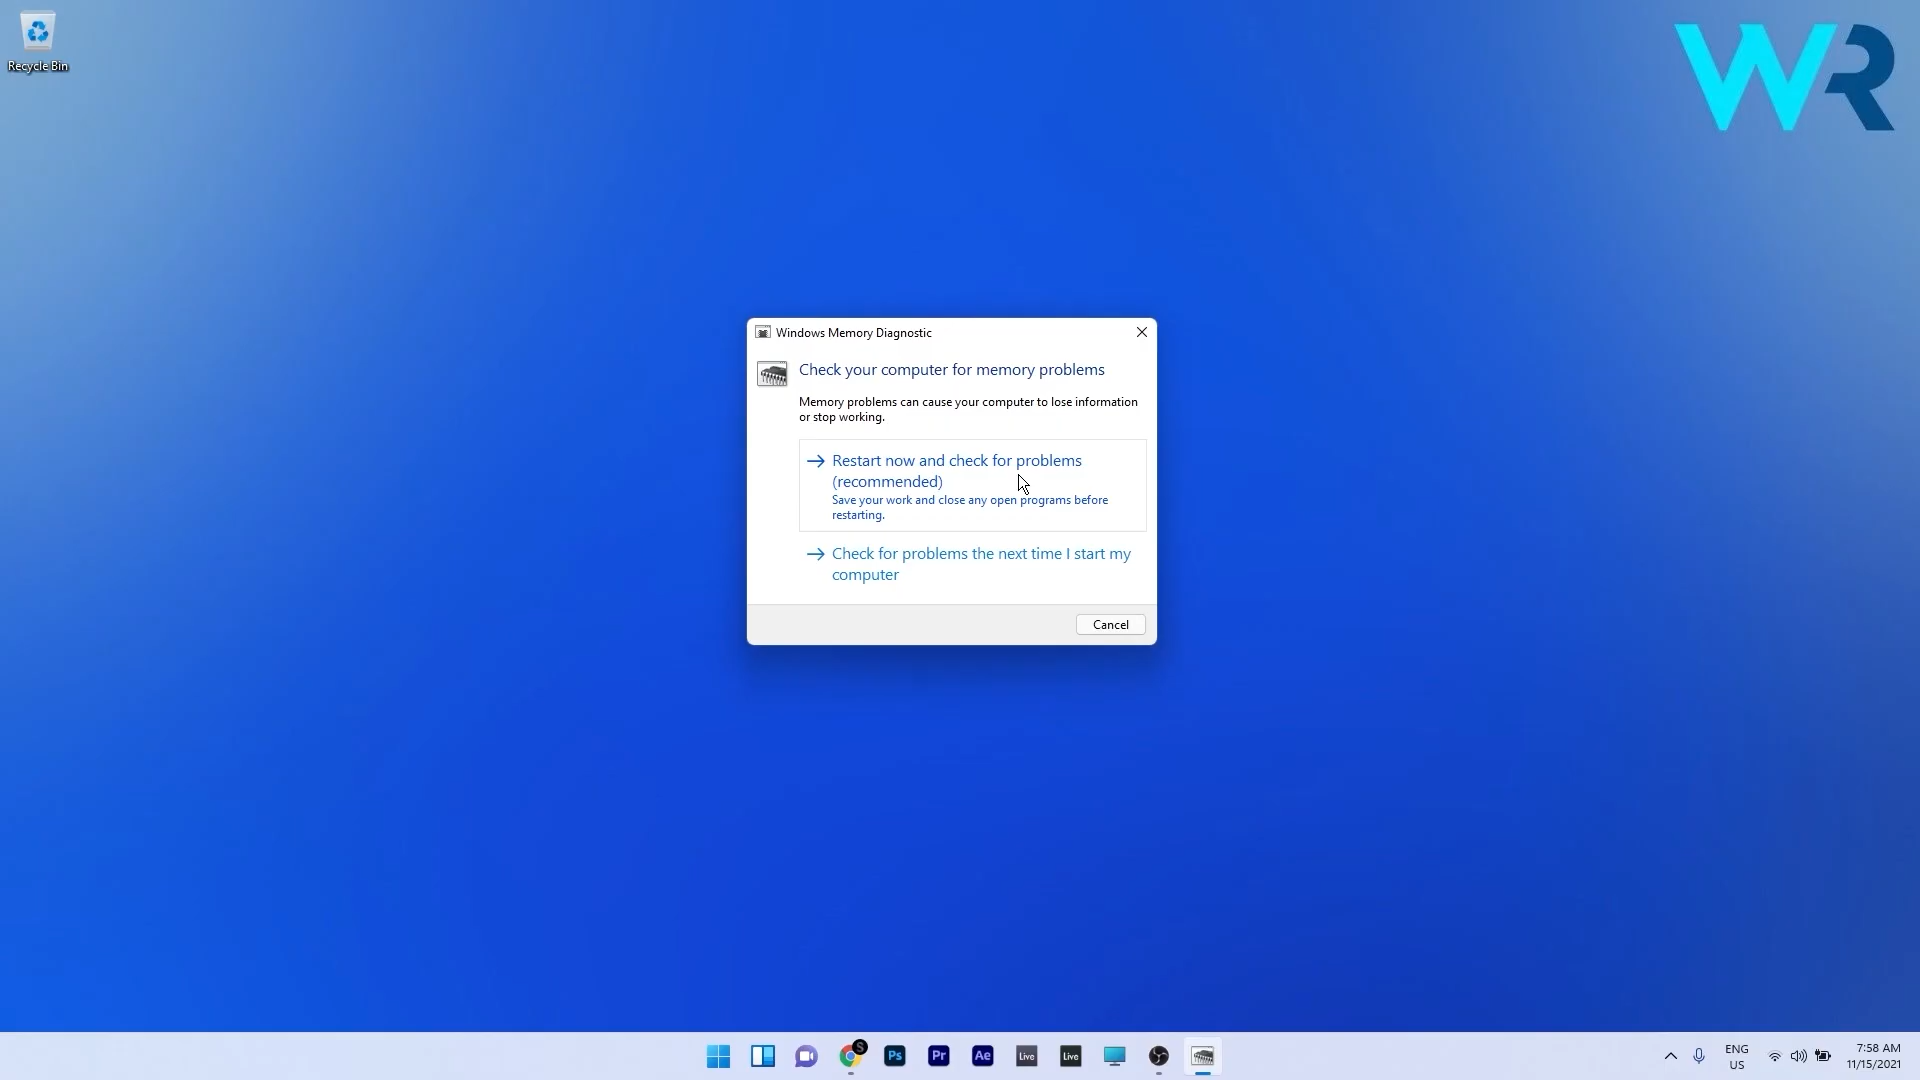 Recycle Bin
WR
Windows Memory Diagnostic
Check your computer for memory problems
Memory problems can cause your computer to lose information
or stop working.
Restart now and check for problems
(recommended)
Save your work and close any open programs before
restarting.
Check for problems the next time I start my
computer
Cancel
S
Ps
Pr
Ae
Live
Live
ENG
US
7:58 AM
11/15/2021